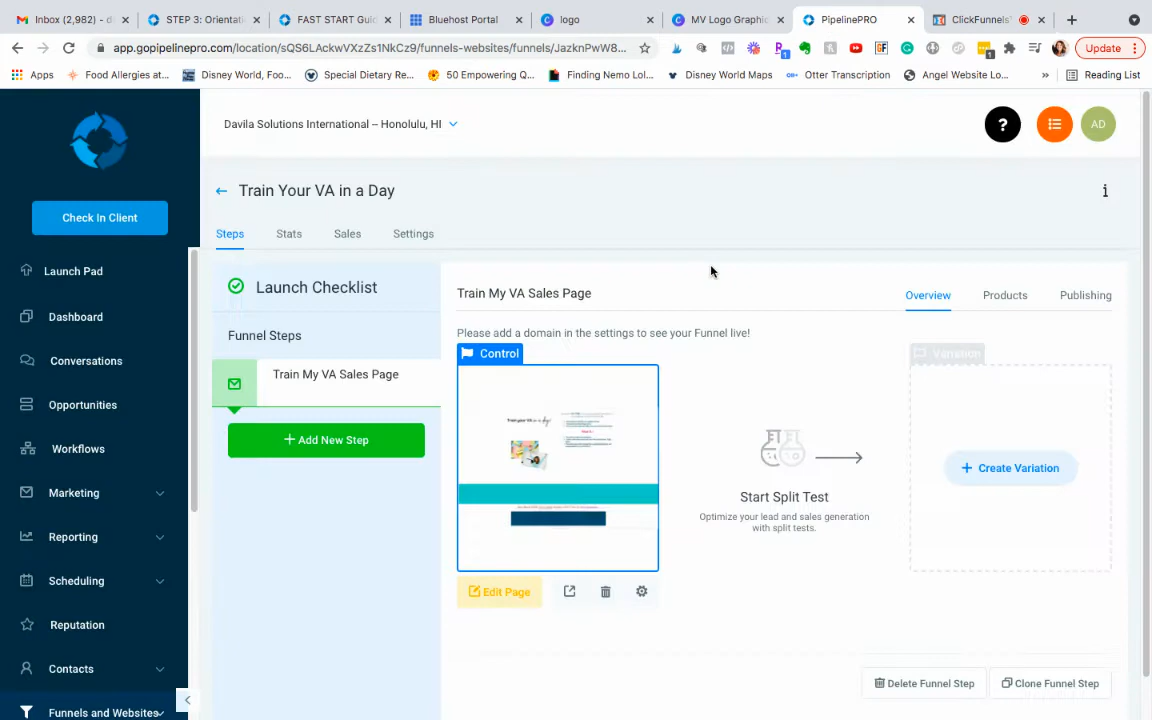 Inbox (2,982) - d
STEP 3: Orientati
FAST START Guid
Bluehost Portal
logo
MV Logo Graphic
PipelinePRO
ClickFunnels
app.gopipelinepro.com/location/sQS6LAckwVXzZs1NkCz9/funnels-websites/funnels/JazknPwW8...
Update
Apps
Food Allergies at...
Disney World, Foo...
Special Dietary Re...
50 Empowering Q...
Finding Nemo Lol...
Disney World Maps
Otter Transcription
Angel Website Lo...
»
Reading List
Davila Solutions International – Honolulu, HI
?
AD
Check In Client
Train Your VA in a Day
i
Steps
Stats
Sales
Settings
Launch Pad
Dashboard
Conversations
Opportunities
Workflows
Marketing
Reporting
Scheduling
Reputation
Contacts
Funnels and Websites
Launch Checklist
Funnel Steps
Train My VA Sales Page
+ Add New Step
Train My VA Sales Page
Overview
Products
Publishing
Please add a domain in the settings to see your Funnel live!
Control
Variation
Train your VA in a day!
Start Split Test
Optimize your lead and sales generation
with split tests.
+ Create Variation
Edit Page
Delete Funnel Step
Clone Funnel Step